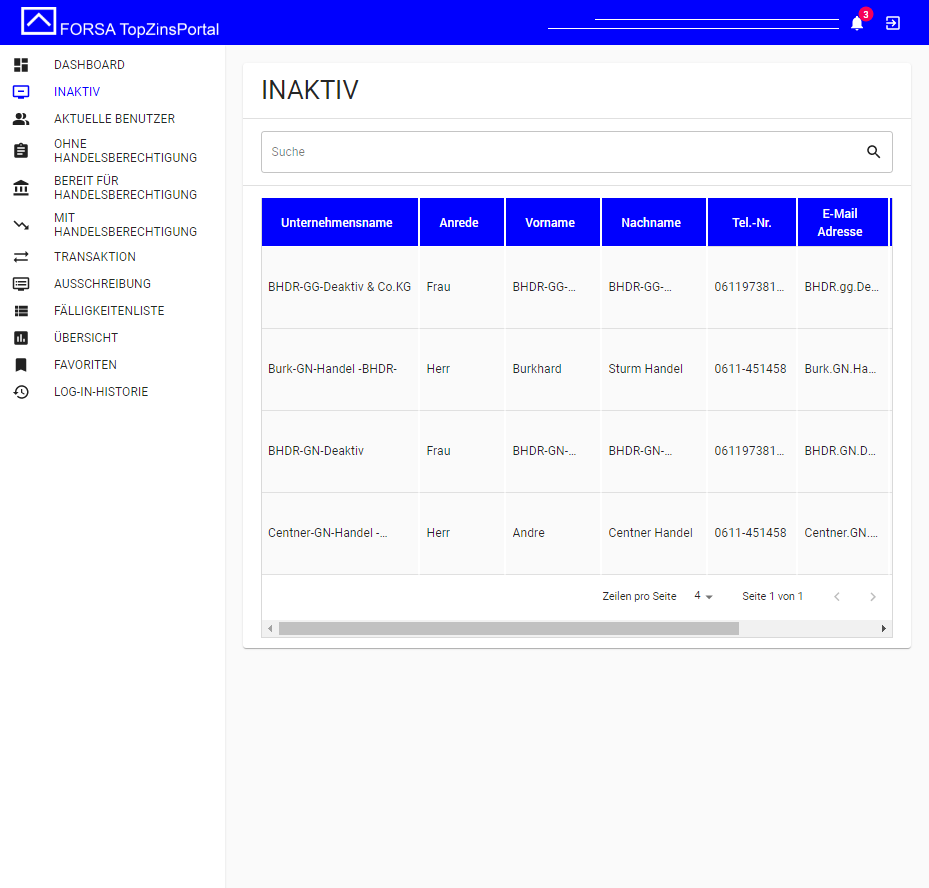 FORSA TopZinsPortal
3
DASHBOARD
INAKTIV
AKTUELLE BENUTZER
OHNE
HANDELSBERECHTIGUNG
BEREIT FÜR
HANDELSBERECHTIGUNG
MIT
HANDELSBERECHTIGUNG
TRANSAKTION
AUSSCHREIBUNG
FÄLLIGKEITENLISTE
ÜBERSICHT
FAVORITEN
LOG-IN-HISTORIE
INAKTIV
Suche
Unternehmensname Anrede Vorname Nachname Tel.-Nr. E-Mail
Adresse
BHDR-GG-Deaktiv & Co.KG Frau BHDR-GG-... BHDR-GG-... 061197381... BHDR.gg.De...
Burk-GN-Handel -BHDR- Herr Burkhard Sturm Handel 0611-451458 Burk.GN.Ha...
BHDR-GN-Deaktiv Frau BHDR-GN-... BHDR-GN-... 061197381... BHDR.GN.D...
Centner-GN-Handel -... Herr Andre Centner Handel 0611-451458 Centner.GN....
Zeilen pro Seite 4 Seite 1 von 1